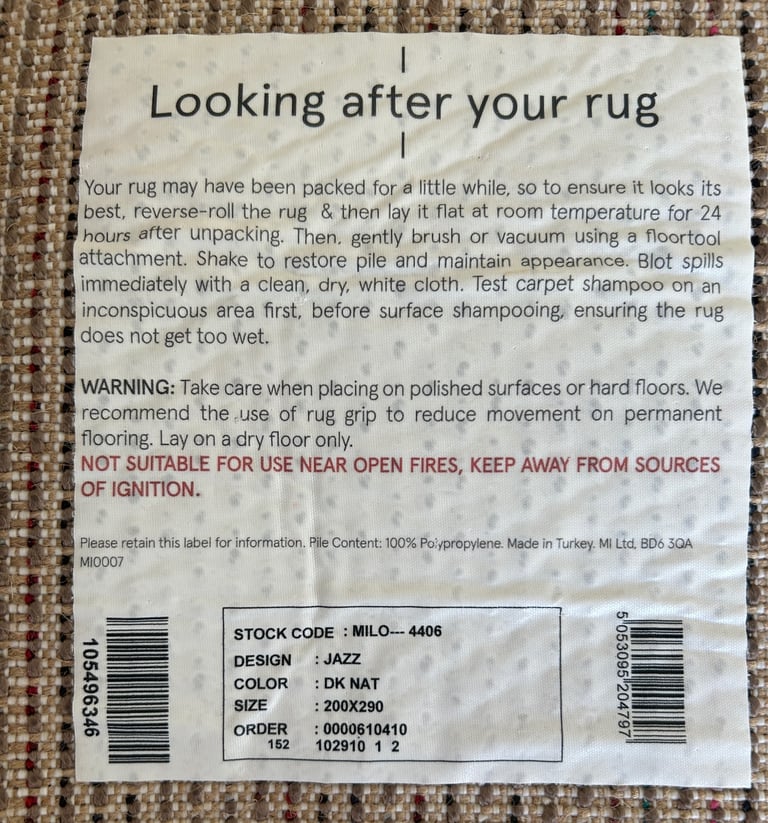 Looking after your rug
Your rug may have been packed for a little while, so to ensure it looks its
best, reverse-roll the rug & then lay it flat at room temperature for 24
hours after unpacking. Then, gently brush or vacuum using a floortool
attachment. Shake to restore pile and maintain appearance. Blot spills
immediately with a clean, dry, white cloth. Test carpet shampoo on an
inconspicuous area first, before surface shampooing, ensuring the rug
does not get too wet.
WARNING: Take care when placing on polished surfaces or hard floors. We
recommend the use of rug grip to reduce movement on permanent
flooring. Lay on a dry floor only.
NOT SUITABLE FOR USE NEAR OPEN FIRES, KEEP AWAY FROM SOURCES
OF IGNITION.
Please retain this label for information. Pile Content: 100% Polypropylene. Made in Turkey. MI Ltd, BD6 3QA
MI0007
105496346
STOCK CODE : MILO--- 4406
DESIGN : JAZZ
COLOR : DK NAT
SIZE : 200X290
ORDER : 0000610410
152 102910 1 2
5 053095 204797